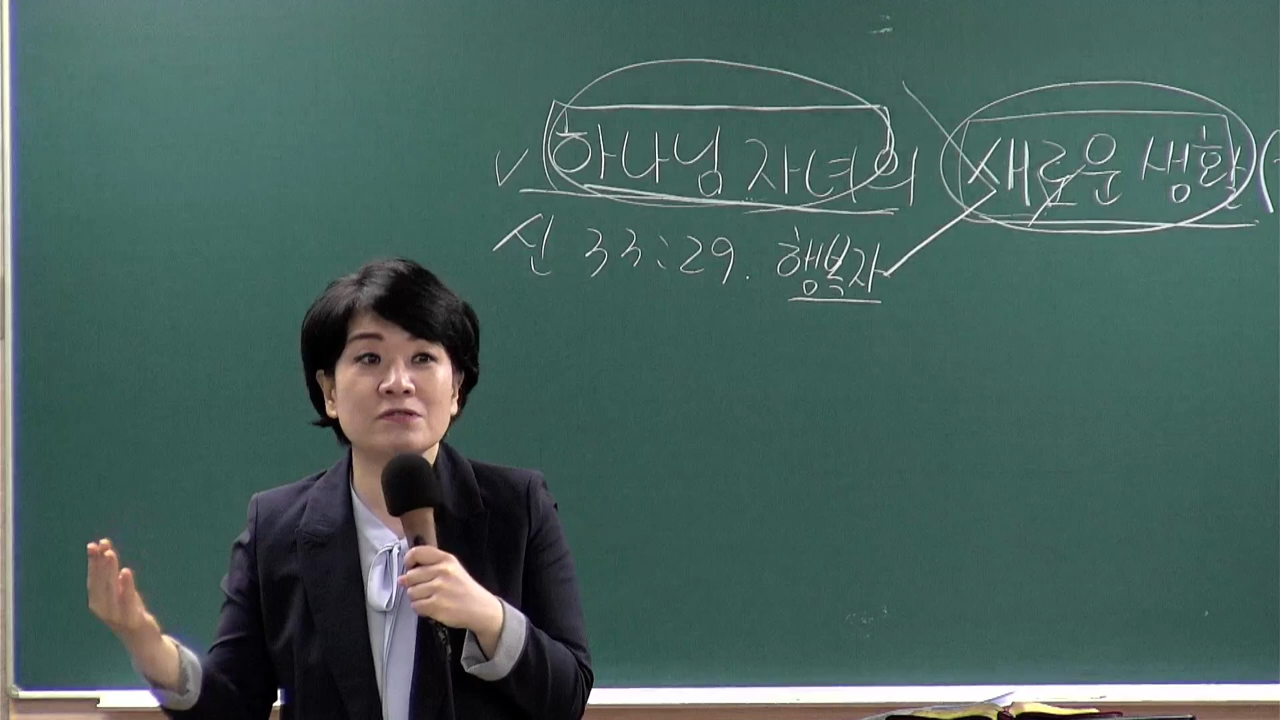 ✓ 하나님 자녀의 새로운 생활 (
신 33:29. 행복자